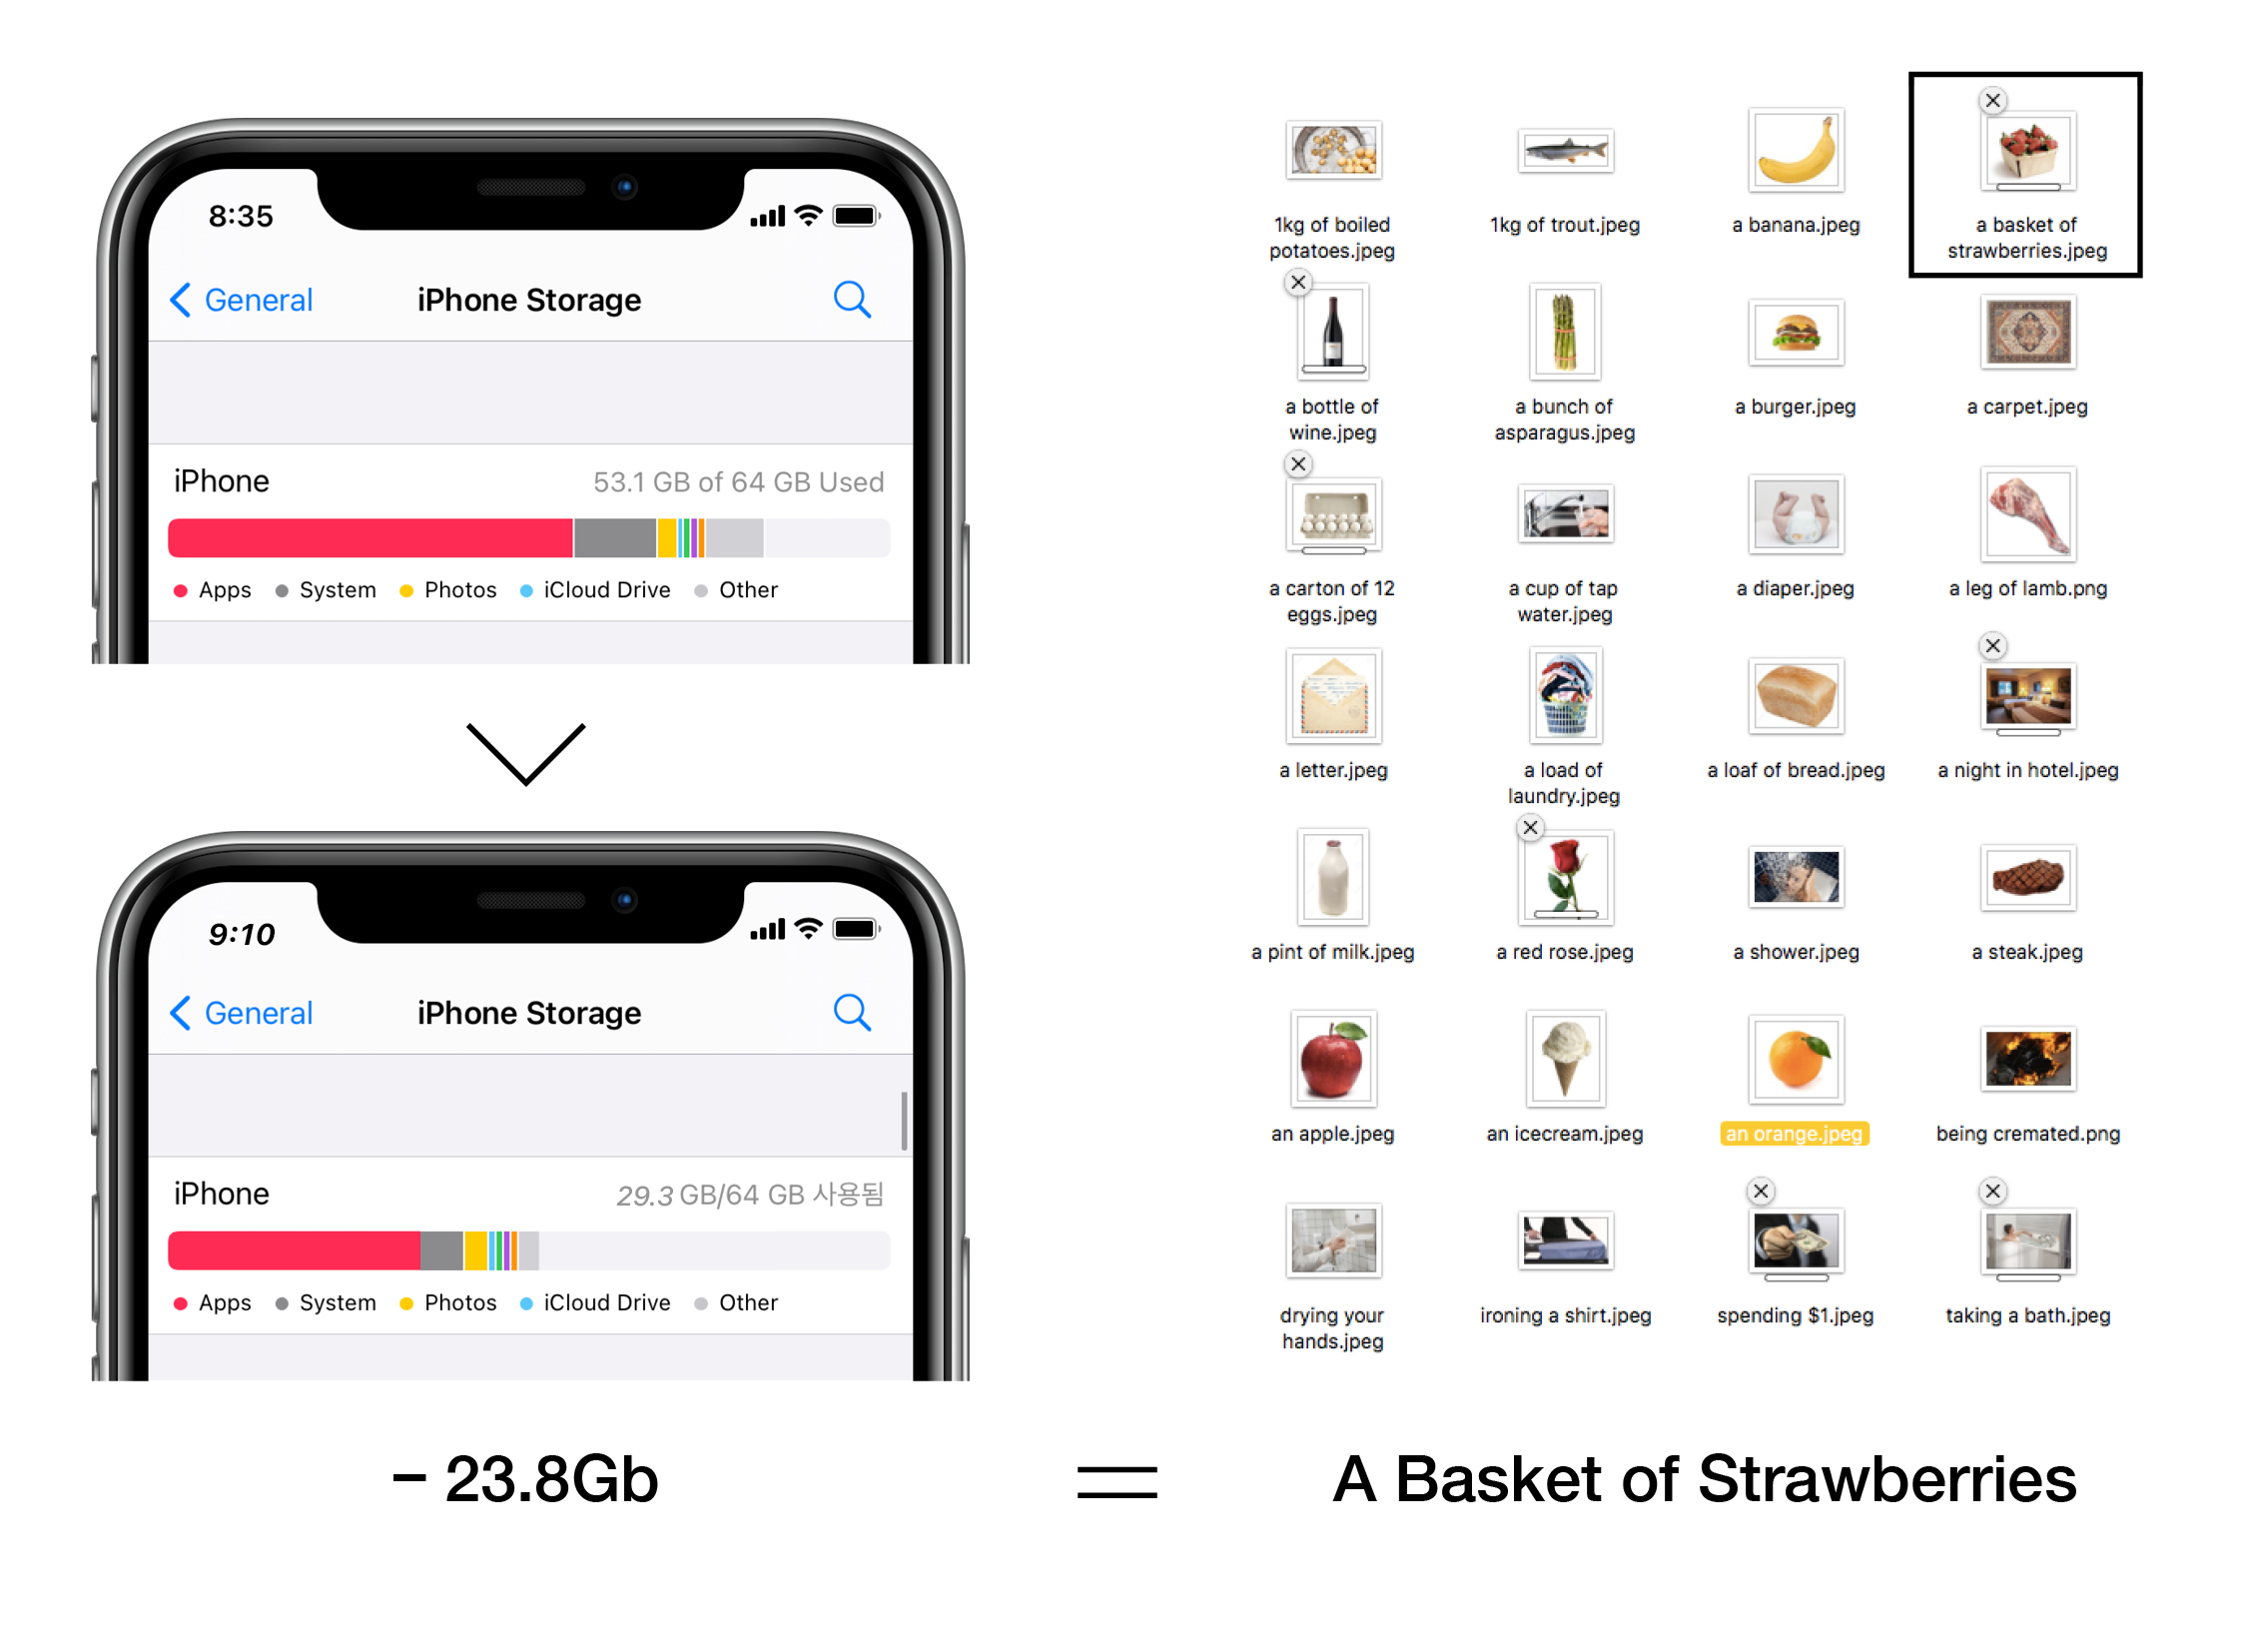 8:35
General
iPhone Storage
iPhone
53.1 GB of 64 GB Used
Apps
System
Photos
iCloud Drive
Other
9:10
General
iPhone Storage
iPhone
29.3 GB/64 GB 사용됨
Apps
System
Photos
iCloud Drive
Other
1kg of boiled
potatoes.jpeg
1kg of trout.jpeg
a banana.jpeg
a basket of
strawberries.jpeg
a bottle of
wine.jpeg
a bunch of
asparagus.jpeg
a burger.jpeg
a carpet.jpeg
a carton of 12
eggs.jpeg
a cup of tap
water.jpeg
a diaper.jpeg
a leg of lamb.png
a letter.jpeg
a load of
laundry.jpeg
a loaf of bread.jpeg
a night in hotel.jpeg
a pint of milk.jpeg
a red rose.jpeg
a shower.jpeg
a steak.jpeg
an apple.jpeg
an icecream.jpeg
an orange.jpeg
being cremated.png
drying your
hands.jpeg
ironing a shirt.jpeg
spending $1.jpeg
taking a bath.jpeg
– 23.8Gb
=
A Basket of Strawberries